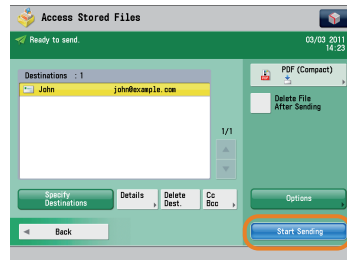 Access Stored Files
Ready to send.
03/03 2011
14:23
Destinations : 1
John john@example.com
1/1
PDF (Compact)
Delete File
After Sending
Specify
Destinations
Details
Delete
Dest.
Cc
Bcc
Options
Back
Start Sending